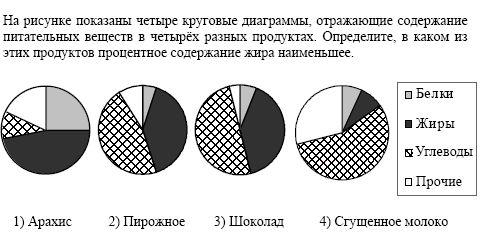 На рисунке показаны четыре круговые диаграммы, отражающие содержание
питательных веществ в четырёх разных продуктах. Определите, в каком из
этих продуктов процентное содержание жира наименьшее.
Белки
Жиры
Углеводы
Прочие
1) Арахис 2) Пирожное 3) Шоколад 4) Сгущенное молоко